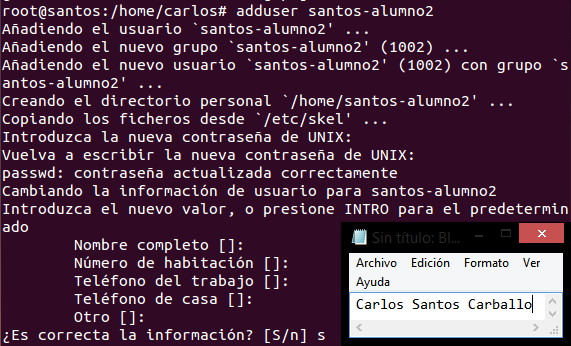 root@santos:/home/carlos# adduser santos-alumno2
Añadiendo el usuario `santos-alumno2' ...
Añadiendo el nuevo grupo `santos-alumno2' (1002) ...
Añadiendo el nuevo usuario `santos-alumno2' (1002) con grupo `s
antos-alumno2' ...
Creando el directorio personal `/home/santos-alumno2' ...
Copiando los ficheros desde `/etc/skel' ...
Introduzca la nueva contraseña de UNIX:
Vuelva a escribir la nueva contraseña de UNIX:
passwd: contraseña actualizada correctamente
Cambiando la información de usuario para santos-alumno2
Introduzca el nuevo valor, o presione INTRO para el predetermin
ado
Nombre completo []:
Número de habitación []:
Teléfono del trabajo []:
Teléfono de casa []:
Otro []:
¿Es correcta la información? [S/n] s
Sin título: Bl...
Archivo Edición Formato Ver
Ayuda
Carlos Santos Carballo